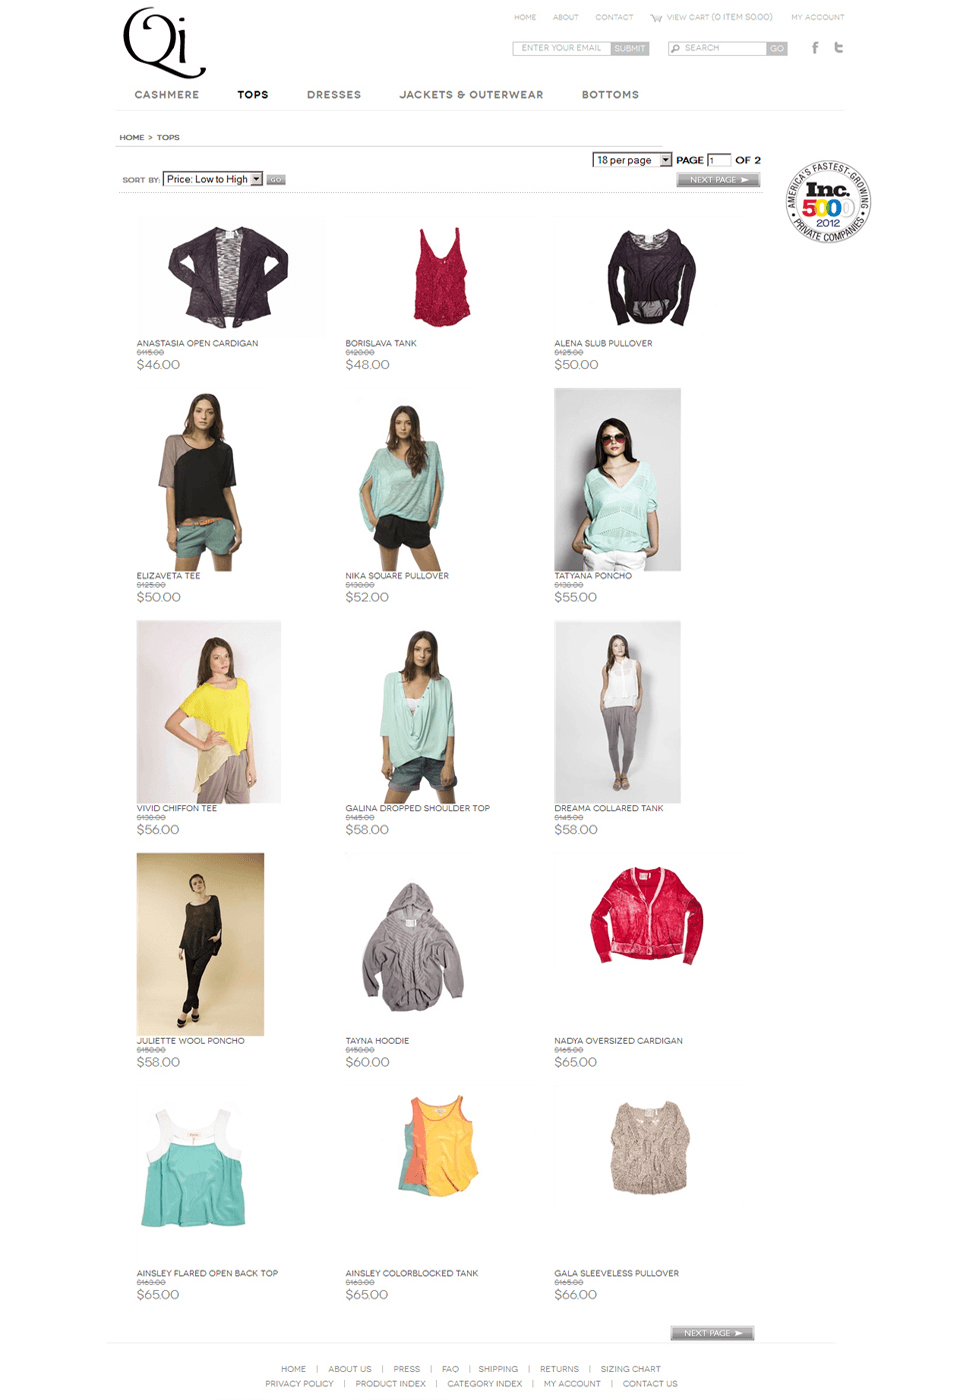 Qi
HOME ABOUT CONTACT VIEW CART (0 ITEM $0.00) MY ACCOUNT
ENTER YOUR EMAIL SUBMIT SEARCH GO
CASHMERE TOPS DRESSES JACKETS & OUTERWEAR BOTTOMS
HOME > TOPS
18 per page PAGE 1 OF 2
SORT BY: Price: Low to High GO NEXT PAGE
AMERICA'S FASTEST-GROWING
Inc.
5000
2012
PRIVATE COMPANIES
ANASTASIA OPEN CARDIGAN BORISLAVA TANK ALENA SLUB PULLOVER
$115.00 $120.00 $125.00
$46.00 $48.00 $50.00
ELIZAVETA TEE NIKA SQUARE PULLOVER TATYANA PONCHO
$125.00 $130.00 $138.00
$50.00 $52.00 $55.00
VIVID CHIFFON TEE GALINA DROPPED SHOULDER TOP DREAMA COLLARED TANK
$138.00 $145.00 $145.00
$56.00 $58.00 $58.00
JULIETTE WOOL PONCHO TAYNA HOODIE NADYA OVERSIZED CARDIGAN
$150.00 $150.00 $165.00
$58.00 $60.00 $65.00
AINSLEY FLARED OPEN BACK TOP AINSLEY COLORBLOCKED TANK GALA SLEEVELESS PULLOVER
$163.00 $163.00 $165.00
$65.00 $65.00 $66.00
NEXT PAGE
HOME | ABOUT US | PRESS | FAQ | SHIPPING | RETURNS | SIZING CHART
PRIVACY POLICY | PRODUCT INDEX | CATEGORY INDEX | MY ACCOUNT | CONTACT US